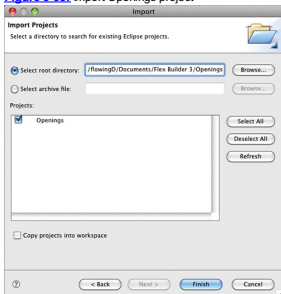 Import Openings project
Import
Import Projects
Select a directory to search for existing Eclipse projects.
Select root directory: /flowingD/Documents/Flex Builder 3/Openings Browse...
Select archive file: Browse...
Projects:
Openings
Select All
Deselect All
Refresh
Copy projects into workspace
? < Back Next > Finish Cancel